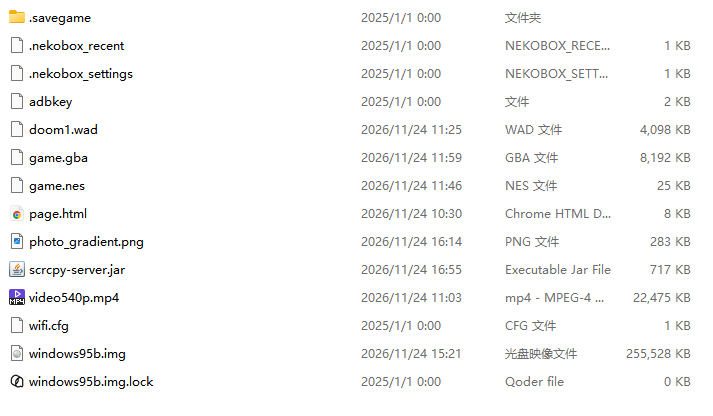 .savegame 2025/1/1 0:00 文件夹
.nekobox_recent 2025/1/1 0:00 NEKOBOX_RECE... 1 KB
.nekobox_settings 2025/1/1 0:00 NEKOBOX_SETT... 1 KB
adbkey 2025/1/1 0:00 文件 2 KB
doom1.wad 2026/11/24 11:25 WAD 文件 4,098 KB
game.gba 2026/11/24 11:59 GBA 文件 8,192 KB
game.nes 2026/11/24 11:46 NES 文件 25 KB
page.html 2026/11/24 10:30 Chrome HTML D... 8 KB
photo_gradient.png 2026/11/24 16:14 PNG 文件 283 KB
scrcpy-server.jar 2026/11/24 16:55 Executable Jar File 717 KB
MP4 video540p.mp4 2026/11/24 11:03 mp4 - MPEG-4 ... 22,475 KB
wifi.cfg 2025/1/1 0:00 CFG 文件 1 KB
windows95b.img 2026/11/24 15:21 光盘映像文件 255,528 KB
windows95b.img.lock 2025/1/1 0:00 Qoder file 0 KB